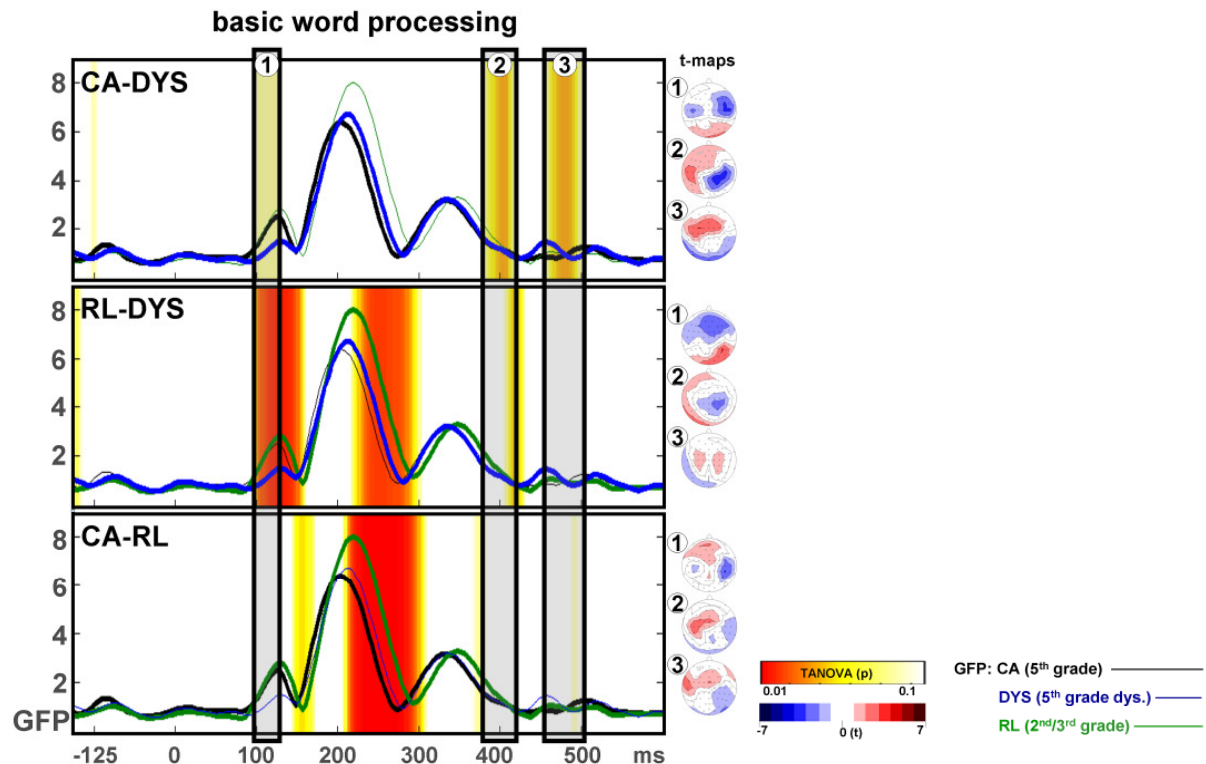 basic word processing
1 2 3 t-maps
CA-DYS
8
6
4
2
1
2
3
RL-DYS
8
6
4
2
1
2
3
CA-RL
8
6
4
2
GFP
1
2
3
-125 0 100 200 300 400 500 ms
TANOVA (p)
0.01 0.1
-7 0 (t) 7
GFP: CA (5th grade)
DYS (5th grade dys.)
RL (2nd/3rd grade)